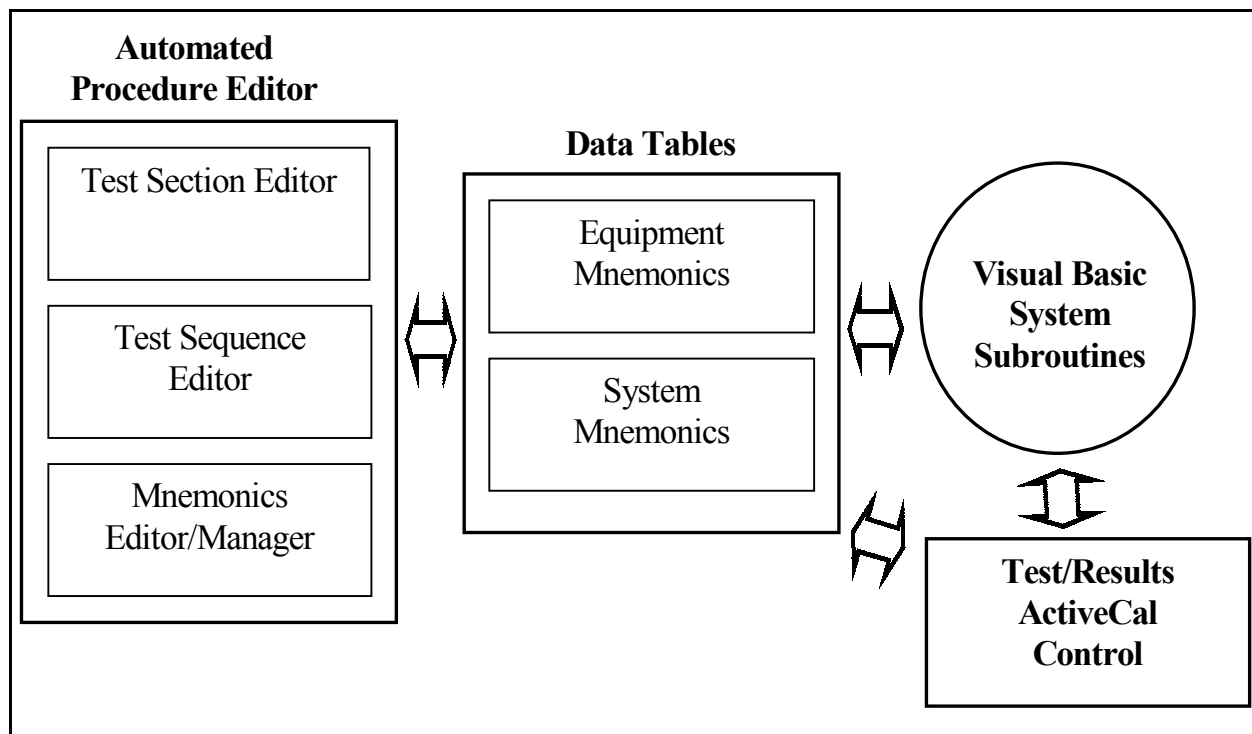 Automated
Procedure Editor
Test Section Editor
Test Sequence
Editor
Mnemonics
Editor/Manager
Data Tables
Equipment
Mnemonics
System
Mnemonics
Visual Basic
System
Subroutines
Test/Results
ActiveCal
Control